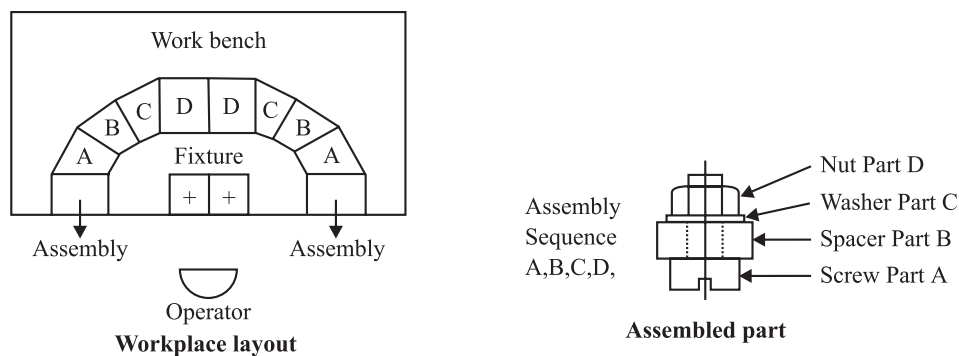 Work bench
A
B
C
D
D
C
B
A
Fixture
+ +
Assembly
Assembly
Operator
Workplace layout
Assembly
Sequence
A,B,C,D,
Nut Part D
Washer Part C
Spacer Part B
Screw Part A
Assembled part